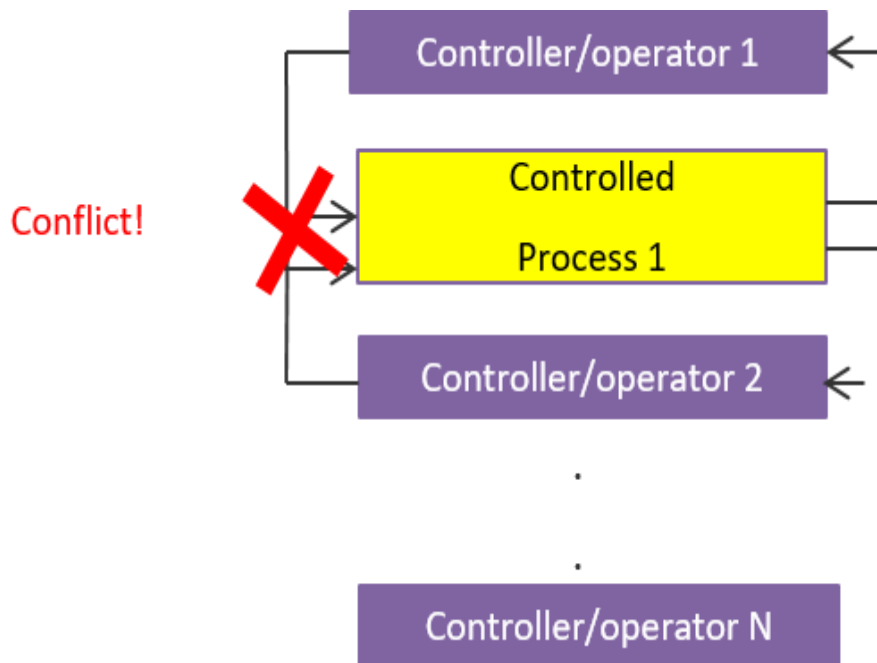 Controller/operator 1
Controlled
Process 1
Conflict!
Controller/operator 2
.
.
Controller/operator N